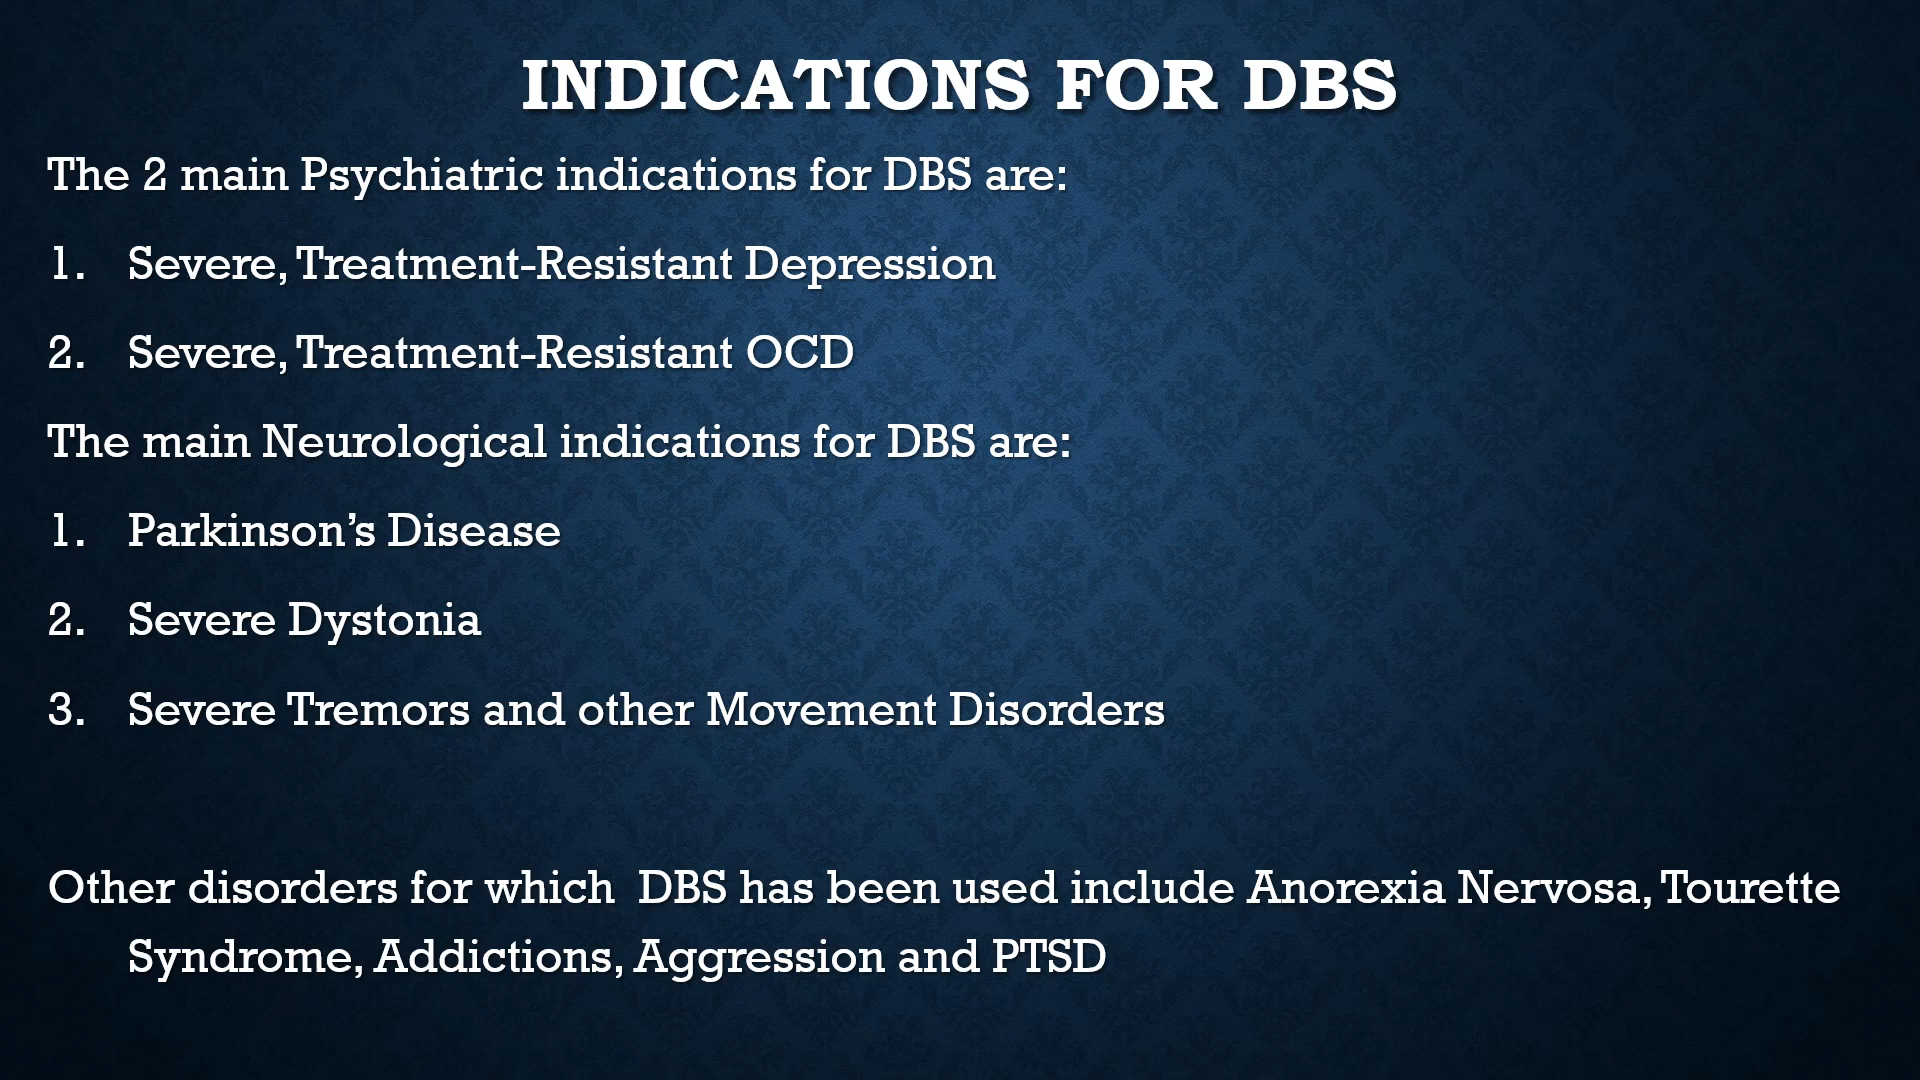 INDICATIONS FOR DBS
The 2 main Psychiatric indications for DBS are:
1. Severe, Treatment-Resistant Depression
2. Severe, Treatment-Resistant OCD
The main Neurological indications for DBS are:
1. Parkinson’s Disease
2. Severe Dystonia
3. Severe Tremors and other Movement Disorders
Other disorders for which  DBS has been used include Anorexia Nervosa, Tourette
Syndrome, Addictions, Aggression and PTSD